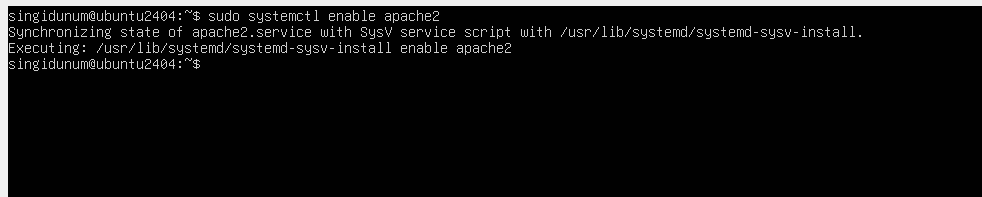 singidunum@ubuntu2404:~$ sudo systemctl enable apache2
Synchronizing state of apache2.service with SysV service script with /usr/lib/systemd/systemd-sysv-install.
Executing: /usr/lib/systemd/systemd-sysv-install enable apache2
singidunum@ubuntu2404:~$